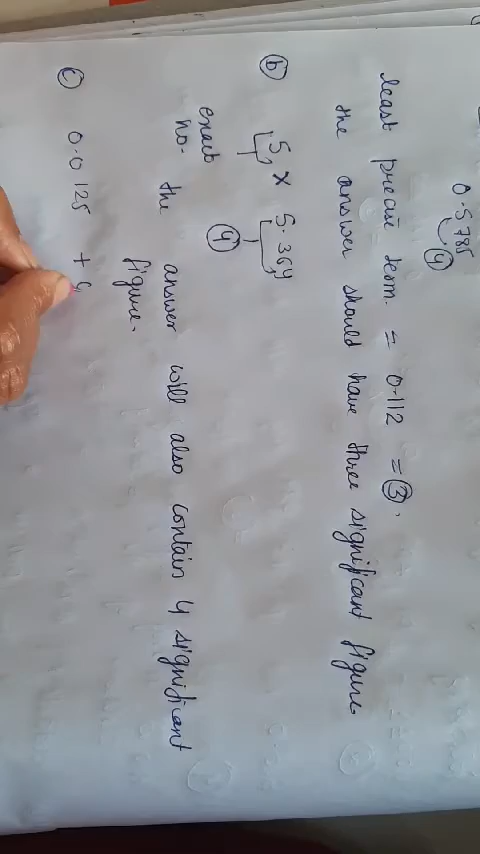 0.5785
4
least precise term. = 0.112 = 3.
the answer should have three significant figure
b 5 × 5.364
4
exact no. the answer will also contain 4 significant
figure.
c 0.0125 +